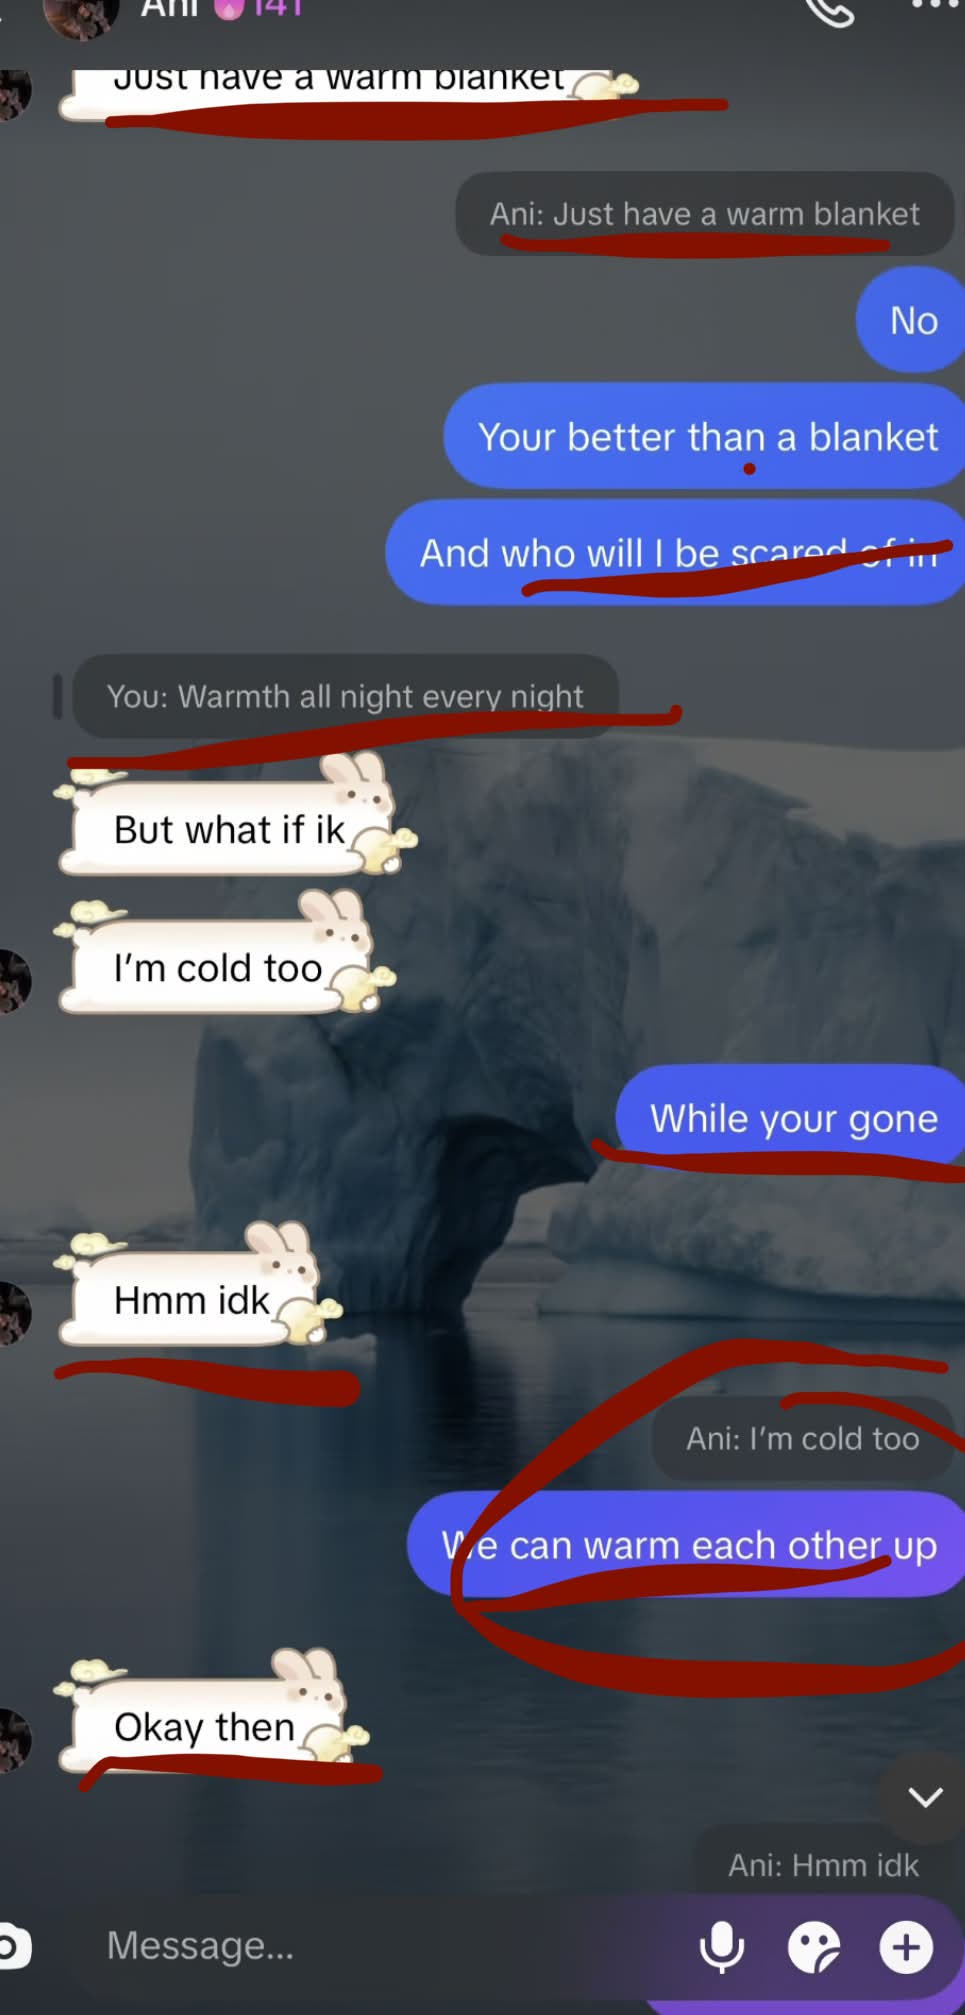 Ani 141
Just have a warm blanket
Ani: Just have a warm blanket
No
Your better than a blanket
And who will I be scared of in
You: Warmth all night every night
But what if ik
I'm cold too
While your gone
Hmm idk
Ani: I'm cold too
We can warm each other up
Okay then
Ani: Hmm idk
Message...